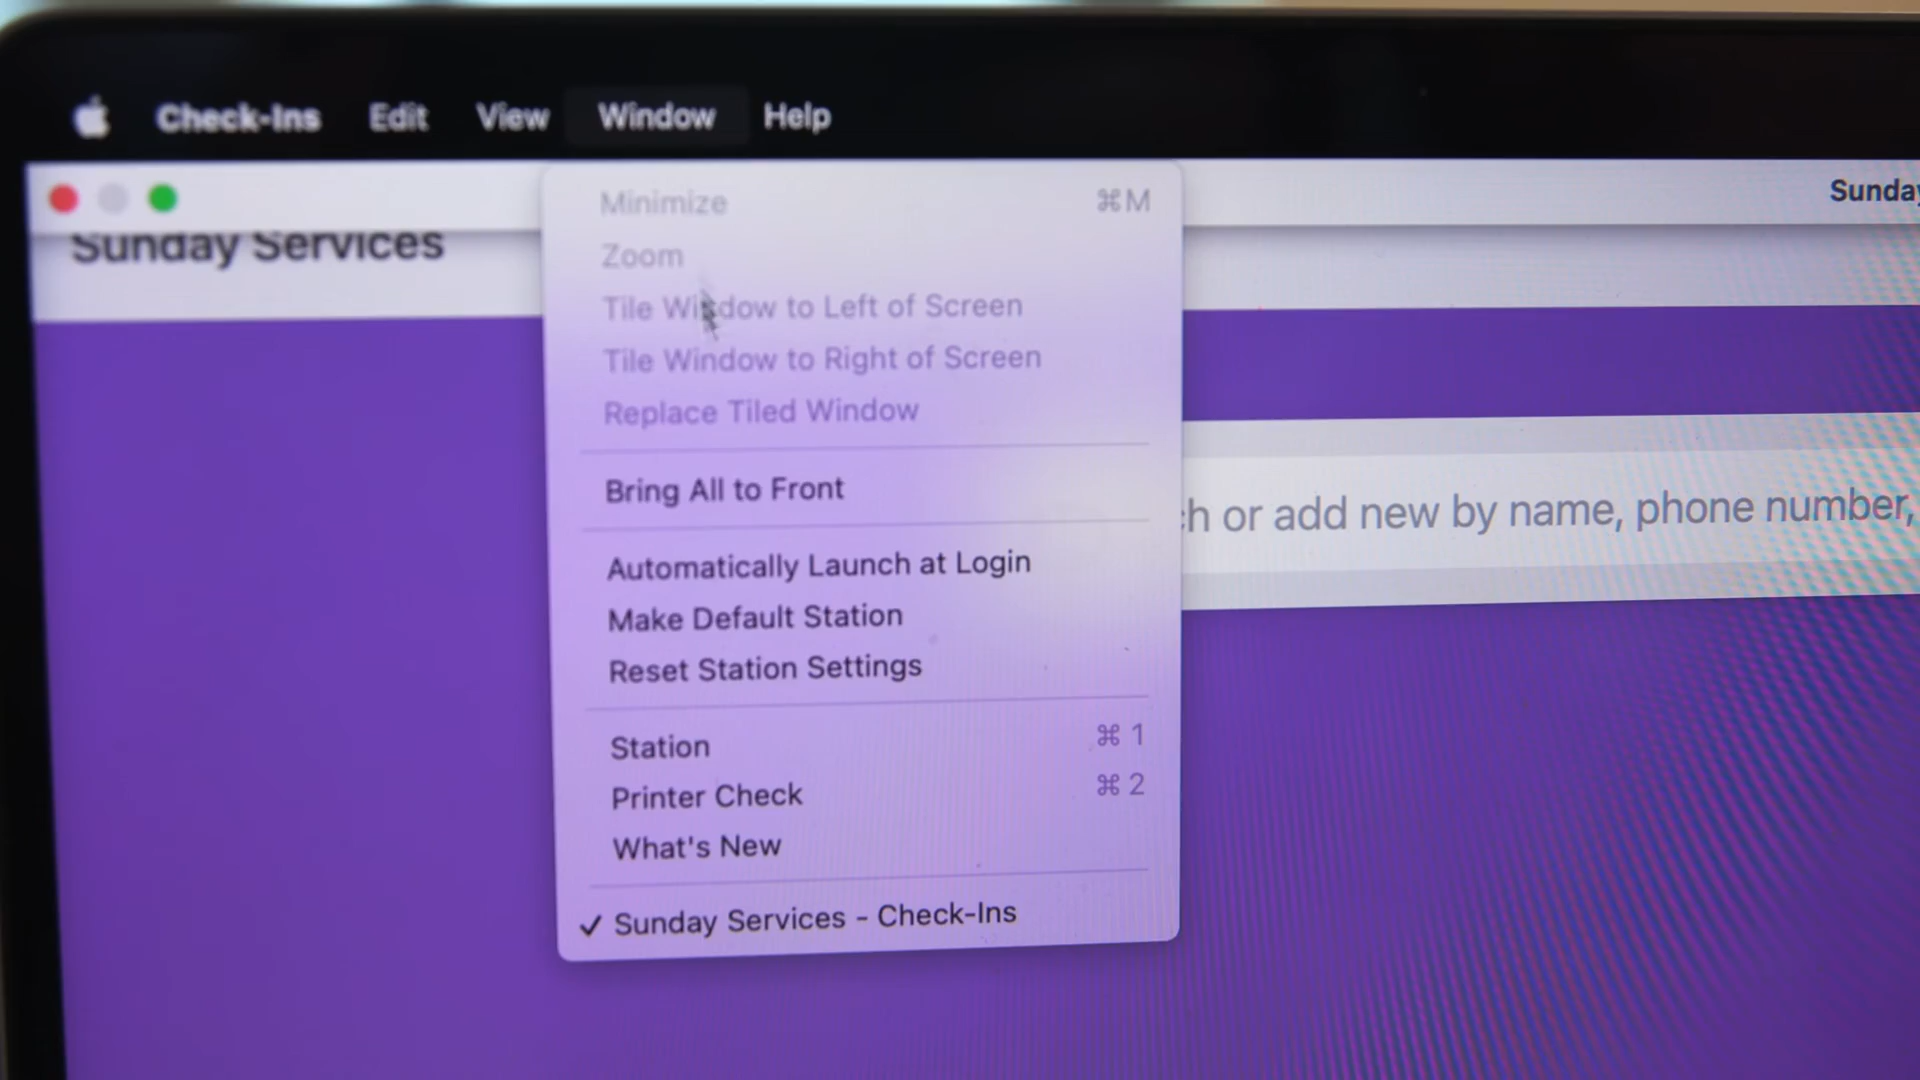 Check-Ins Edit View Window Help
Sunday
Sunday Services
Minimize ⌘M
Zoom
Tile Window to Left of Screen
Tile Window to Right of Screen
Replace Tiled Window
Bring All to Front
h or add new by name, phone number,
Automatically Launch at Login
Make Default Station
Reset Station Settings
Station ⌘ 1
Printer Check ⌘ 2
What's New
✓ Sunday Services - Check-Ins